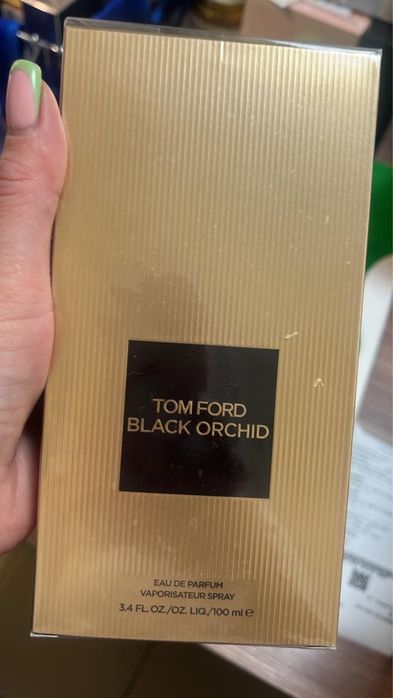 TOM FORD
BLACK ORCHID
EAU DE PARFUM
VAPORISATEUR SPRAY
3.4 FL. OZ./OZ. LIQ./100 ml ℮